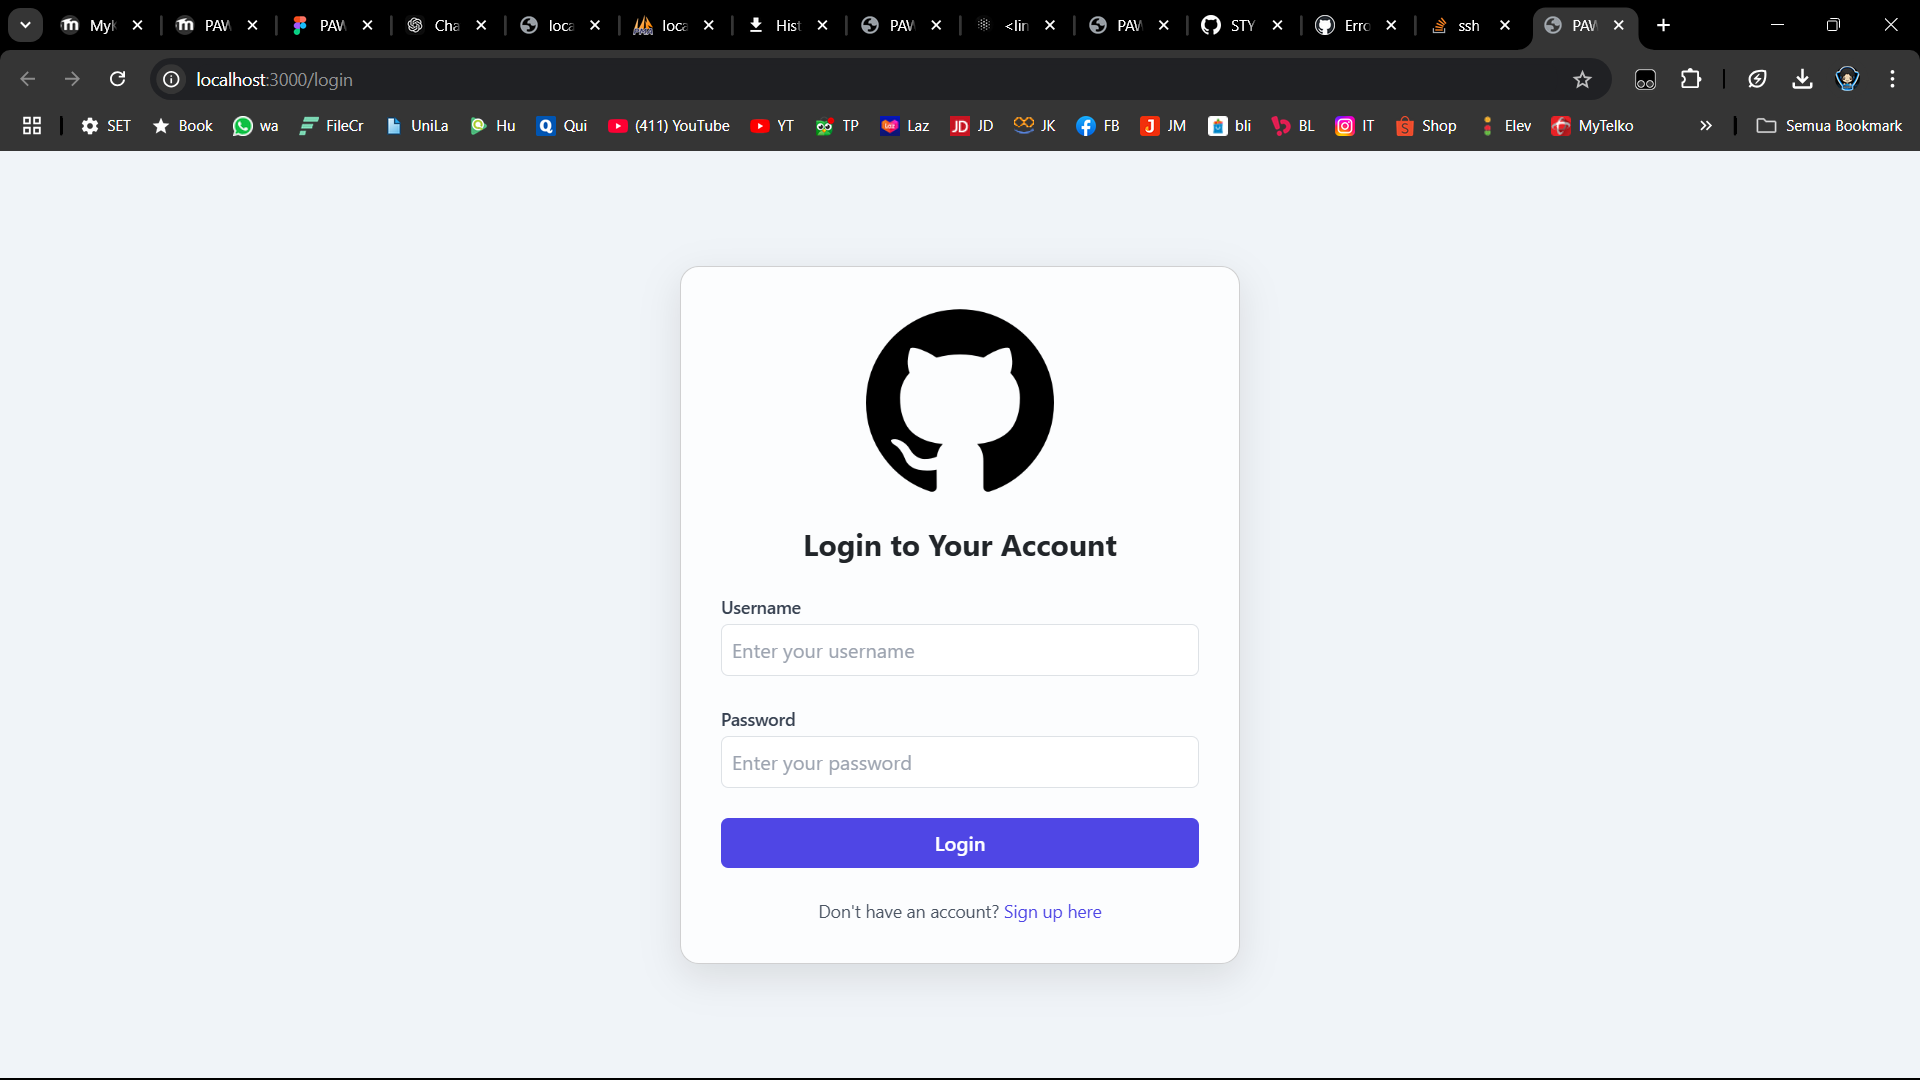 MyK PAW PAW Cha loca loca Hist PAW <lin PAW STY Erro ssh PAW
localhost:3000/login
SET Book wa FileCr UniLa Hu Qui (411) YouTube YT TP Laz JD JK FB JM bli BL IT Shop Elev MyTelko Semua Bookmark
Login to Your Account
Username
Enter your username
Password
Enter your password
Login
Don't have an account? Sign up here